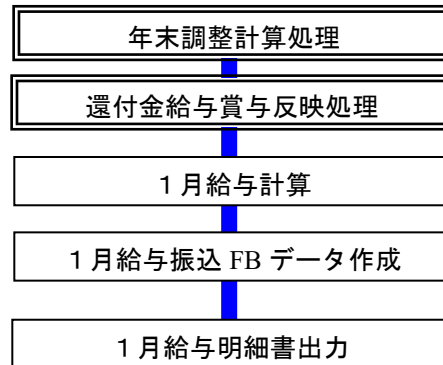 年末調整計算処理
還付金給与賞与反映処理
１月給与計算
１月給与振込 FB データ作成
１月給与明細書出力